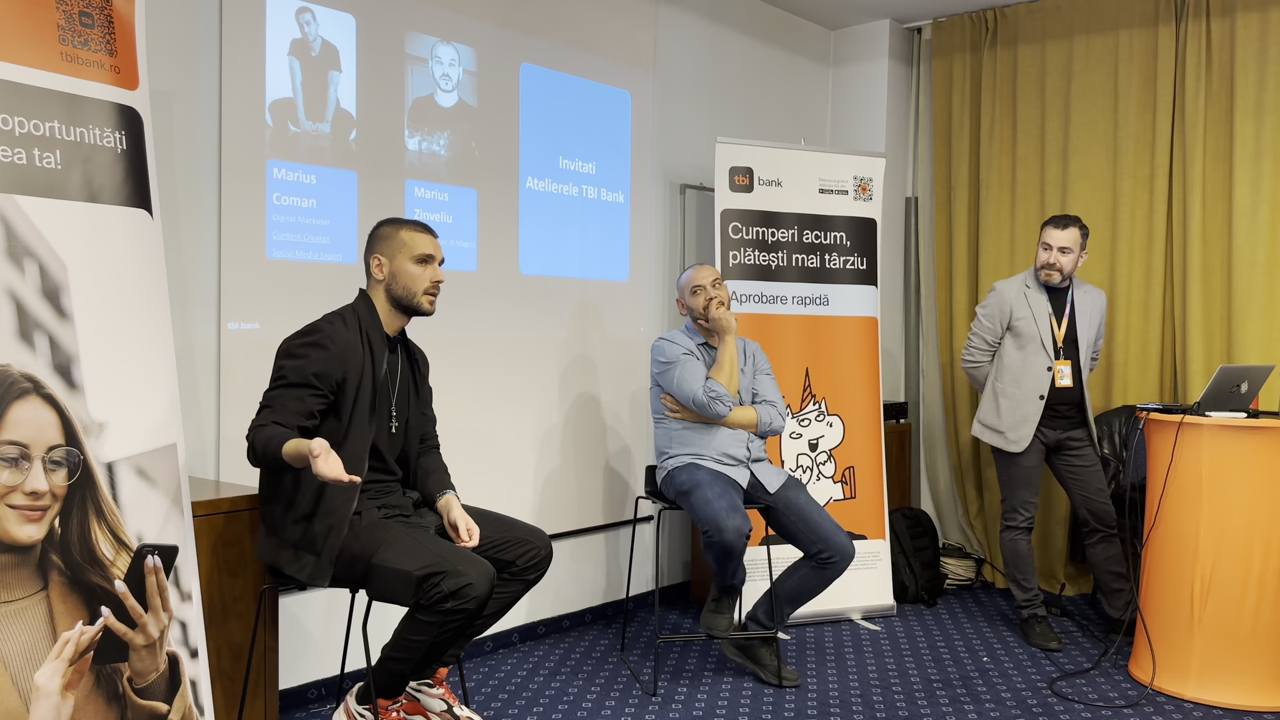 tbi
tbibank.ro
oportunități
ea ta!
Marius
Coman
Digital Marketer
Content Creator
Social Media Expert
Marius
Zinveliu
Invitati
Atelierele TBI Bank
tbi bank
tbi bank
Cumperi acum,
plătești mai târziu
Aprobare rapidă